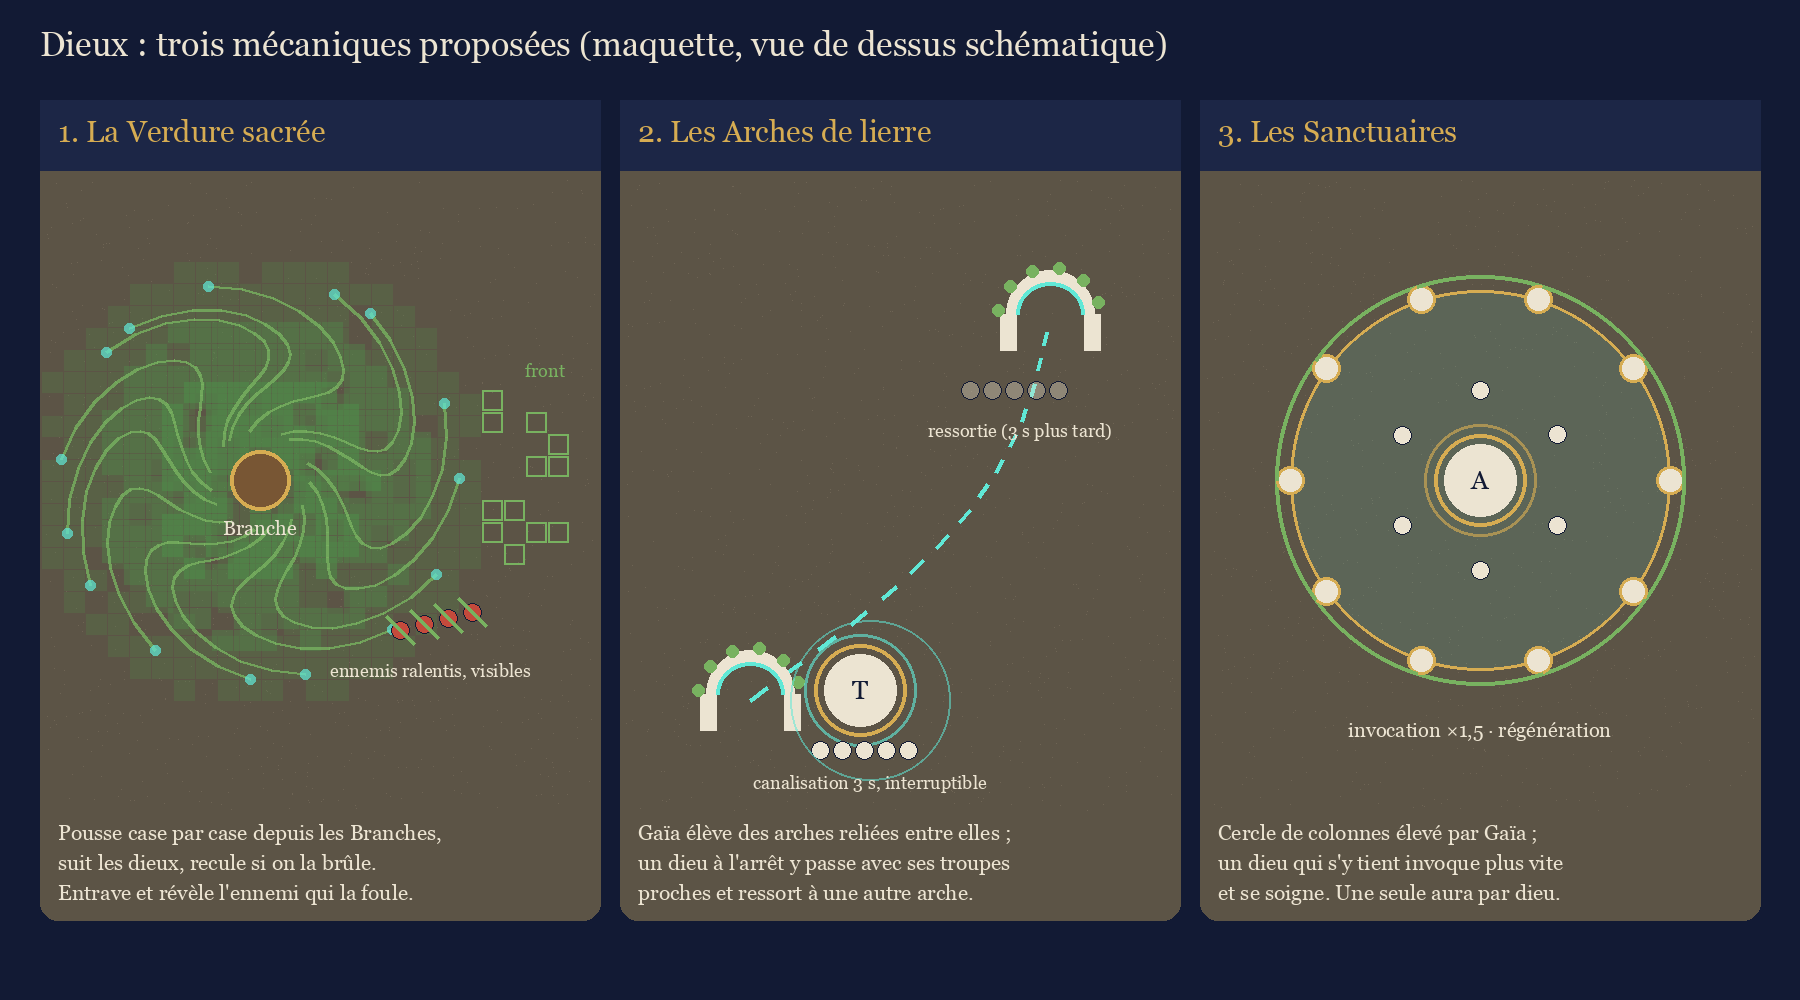 Dieux : trois mécaniques proposées (maquette, vue de dessus schématique)
1. La Verdure sacrée
front
Branche
ennemis ralentis, visibles
Pousse case par case depuis les Branches,
suit les dieux, recule si on la brûle.
Entrave et révèle l'ennemi qui la foule.
2. Les Arches de lierre
ressortie (3 s plus tard)
T
canalisation 3 s, interruptible
Gaïa élève des arches reliées entre elles ;
un dieu à l'arrêt y passe avec ses troupes
proches et ressort à une autre arche.
3. Les Sanctuaires
A
invocation ×1,5 · régénération
Cercle de colonnes élevé par Gaïa ;
un dieu qui s'y tient invoque plus vite
et se soigne. Une seule aura par dieu.